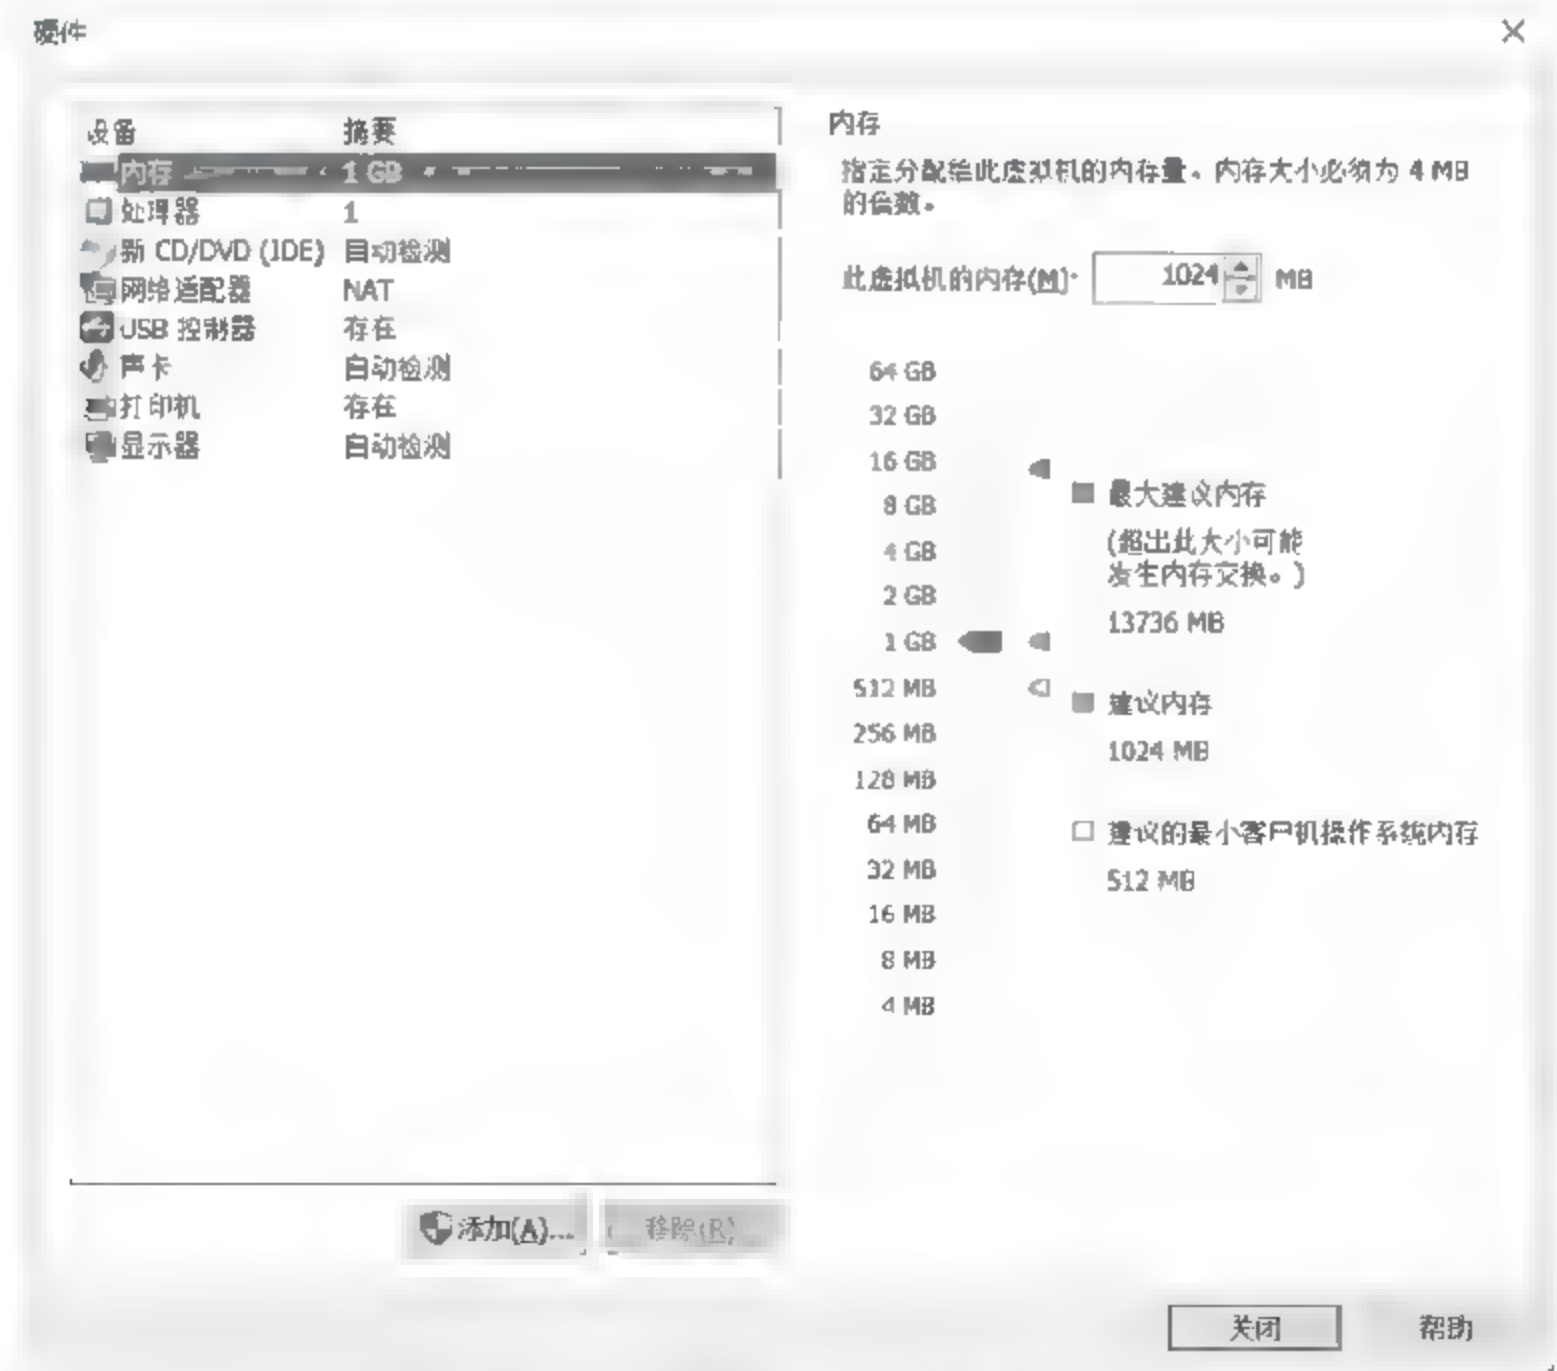 硬件
设备 摘要
内存 1 GB
处理器 1
新 CD/DVD (IDE) 自动检测
网络适配器 NAT
USB 控制器 存在
声卡 自动检测
打印机 存在
显示器 自动检测
添加(A)...
移除(R)
内存
指定分配给此虚拟机的内存量。内存大小必须为 4 MB
的倍数。
此虚拟机的内存(M): 1024 MB
64 GB
32 GB
16 GB
8 GB
4 GB
2 GB
1 GB
512 MB
256 MB
128 MB
64 MB
32 MB
16 MB
8 MB
4 MB
最大建议内存
(超出此大小可能
发生内存交换。)
13736 MB
建议内存
1024 MB
建议的最小客户机操作系统内存
512 MB
关闭
帮助